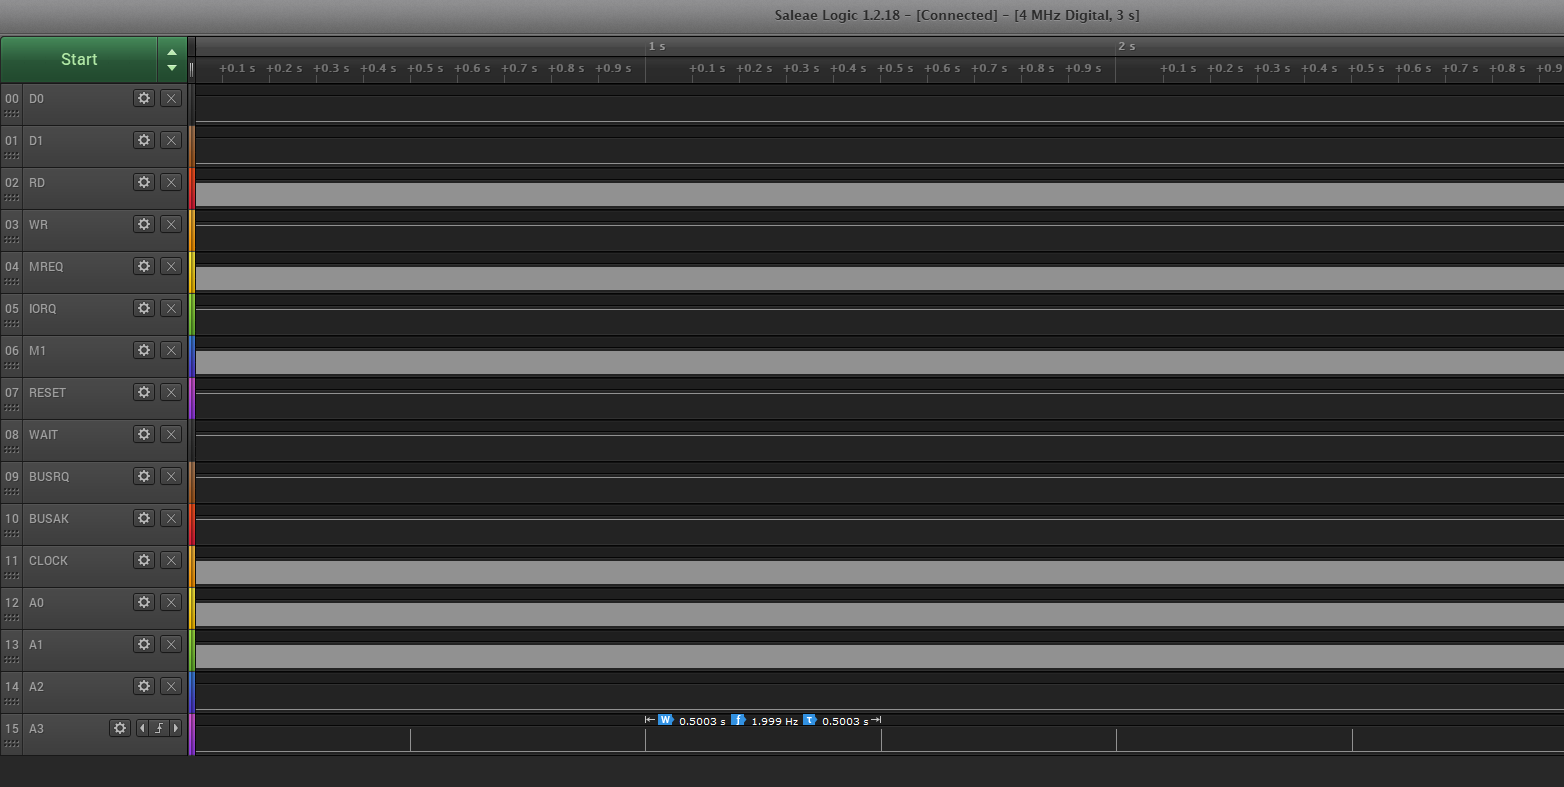 Saleae Logic 1.2.18 - [Connected] - [4 MHz Digital, 3 s]
Start
1 s 2 s
+0.1 s +0.2 s +0.3 s +0.4 s +0.5 s +0.6 s +0.7 s +0.8 s +0.9 s +0.1 s +0.2 s +0.3 s +0.4 s +0.5 s +0.6 s +0.7 s +0.8 s +0.9 s +0.1 s +0.2 s +0.3 s +0.4 s +0.5 s +0.6 s +0.7 s +0.8 s +0.9
00 D0
01 D1
02 RD
03 WR
04 MREQ
05 IORQ
06 M1
07 RESET
08 WAIT
09 BUSRQ
10 BUSAK
11 CLOCK
12 A0
13 A1
14 A2
W 0.5003 s f 1.999 Hz T 0.5003 s
15 A3